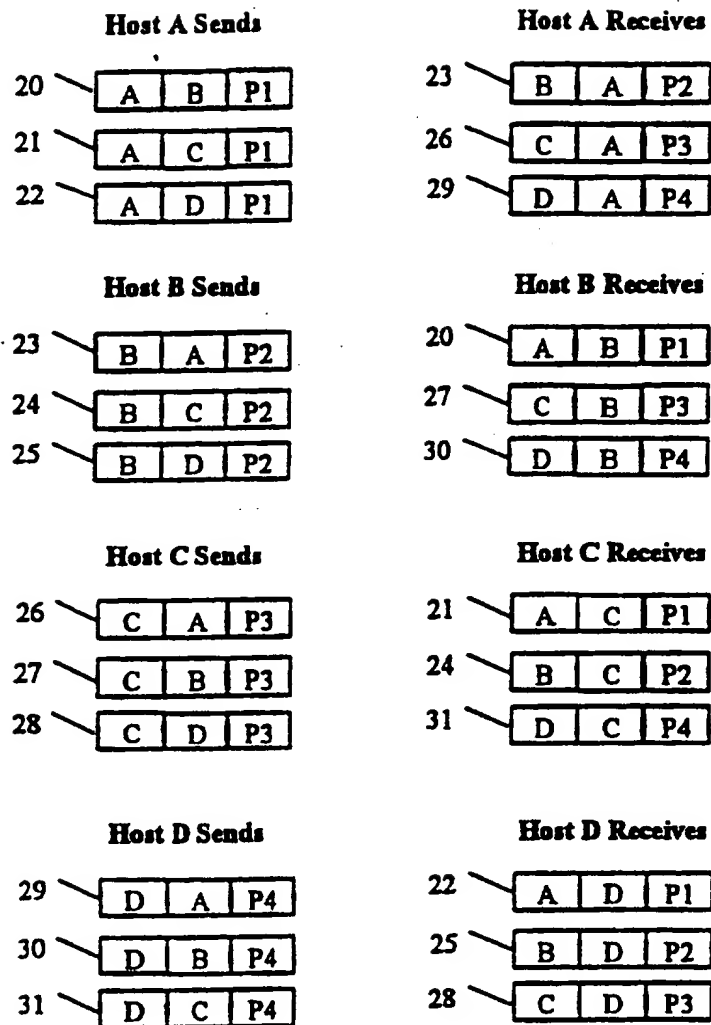 Host A Sends
20 A B P1
21 A C P1
22 A D P1
Host A Receives
23 B A P2
26 C A P3
29 D A P4
Host B Sends
23 B A P2
24 B C P2
25 B D P2
Host B Receives
20 A B P1
27 C B P3
30 D B P4
Host C Sends
26 C A P3
27 C B P3
28 C D P3
Host C Receives
21 A C P1
24 B C P2
31 D C P4
Host D Sends
29 D A P4
30 D B P4
31 D C P4
Host D Receives
22 A D P1
25 B D P2
28 C D P3